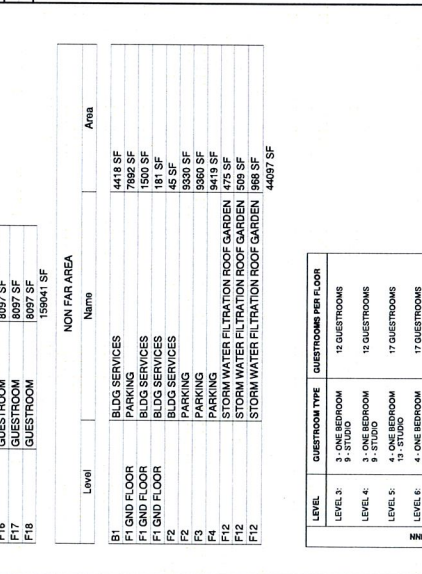 F16 GUESTROOM 8097 SF
F17 GUESTROOM 8097 SF
F18 GUESTROOM 8097 SF
159041 SF
NON FAR AREA
Level Name Area
B1 BLDG SERVICES 4418 SF
F1 GND FLOOR PARKING 7892 SF
F1 GND FLOOR BLDG SERVICES 1500 SF
F1 GND FLOOR BLDG SERVICES 181 SF
F2 BLDG SERVICES 45 SF
F2 PARKING 9330 SF
F3 PARKING 9360 SF
F4 PARKING 9419 SF
F12 STORM WATER FILTRATION ROOF GARDEN 475 SF
F12 STORM WATER FILTRATION ROOF GARDEN 509 SF
F12 STORM WATER FILTRATION ROOF GARDEN 968 SF
44097 SF
LEVEL GUESTROOM TYPE GUESTROOMS PER FLOOR
LEVEL 3: 3 - ONE BEDROOM 12 GUESTROOMS
9 - STUDIO
LEVEL 4: 3 - ONE BEDROOM 12 GUESTROOMS
9 - STUDIO
LEVEL 5: 4 - ONE BEDROOM 17 GUESTROOMS
13 - STUDIO
LEVEL 6: 4 - ONE BEDROOM 17 GUESTROOMS